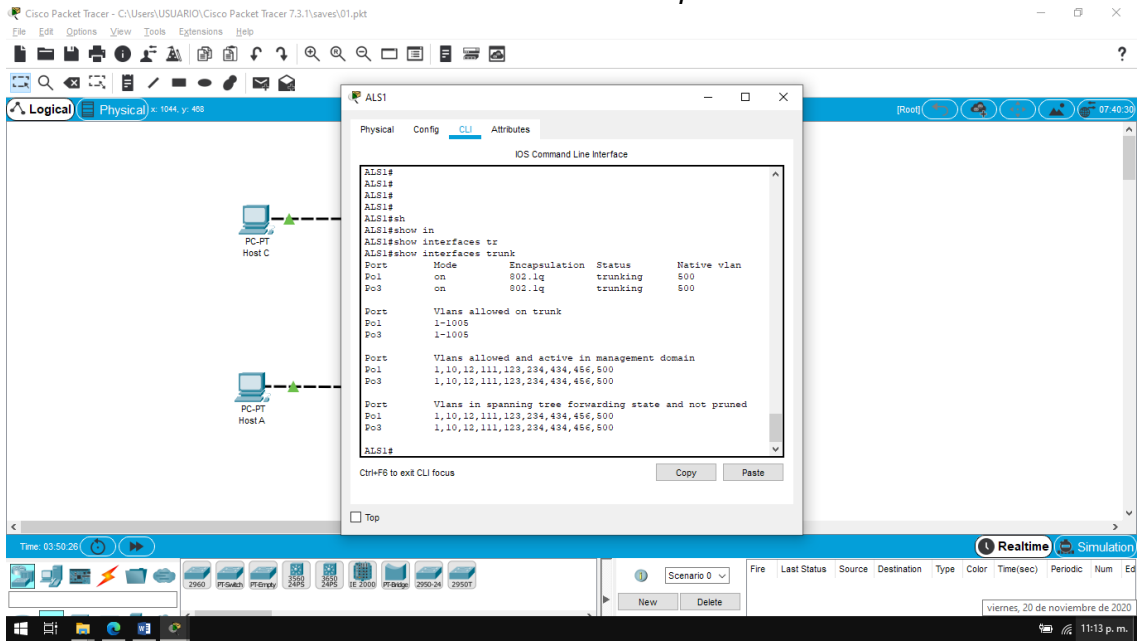 Cisco Packet Tracer - C:\Users\USUARIO\Cisco Packet Tracer 7.3.1\saves\01.pkt
File Edit Options View Tools Extensions Help
Logical Physical x: 1044, y: 468 [Root] 07:40:30
ALS1
Physical Config CLI Attributes
IOS Command Line Interface
ALS1#
ALS1#
ALS1#
ALS1#
ALS1#sh
ALS1#show in
ALS1#show interfaces tr
ALS1#show interfaces trunk
Port Mode Encapsulation Status Native vlan
Po1 on 802.1q trunking 500
Po3 on 802.1q trunking 500
Port Vlans allowed on trunk
Po1 1-1005
Po3 1-1005
Port Vlans allowed and active in management domain
Po1 1,10,12,111,123,234,434,456,500
Po3 1,10,12,111,123,234,434,456,500
Port Vlans in spanning tree forwarding state and not pruned
Po1 1,10,12,111,123,234,434,456,500
Po3 1,10,12,111,123,234,434,456,500
ALS1#
Ctrl+F6 to exit CLI focus Copy Paste
Top
PC-PT
Host C
PC-PT
Host A
Time: 03:50:26 Realtime Simulation
2960 PT-Switch PT-Empty 3560 24PS 3650 24PS IE 2000 PT-Bridge 2950-24 2950T
Scenario 0
New Delete
Fire Last Status Source Destination Type Color Time(sec) Periodic Num Ed
viernes, 20 de noviembre de 2020
11:13 p. m.